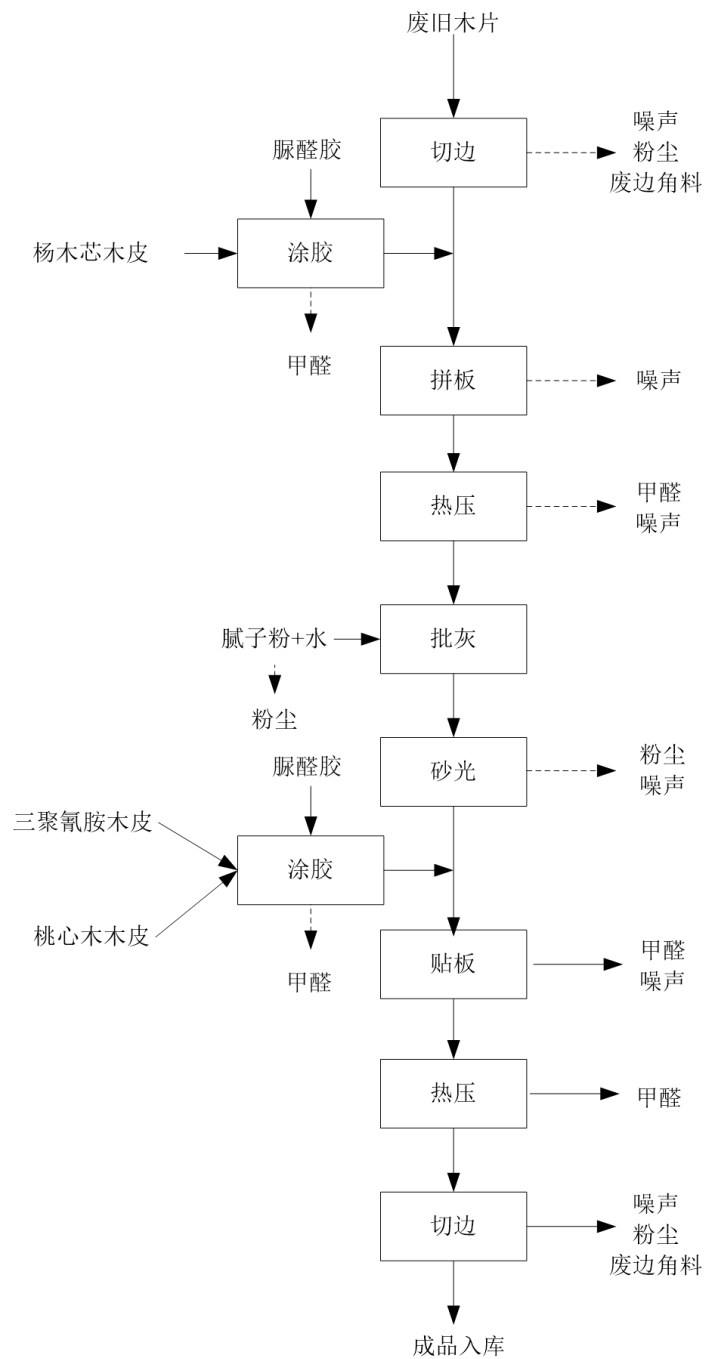 废旧木片
切边
噪声
粉尘
废边角料
脲醛胶
杨木芯木皮
涂胶
甲醛
拼板
噪声
热压
甲醛
噪声
腻子粉+水
批灰
粉尘
砂光
粉尘
噪声
脲醛胶
三聚氰胺木皮
涂胶
桃心木木皮
甲醛
贴板
甲醛
噪声
热压
甲醛
切边
噪声
粉尘
废边角料
成品入库